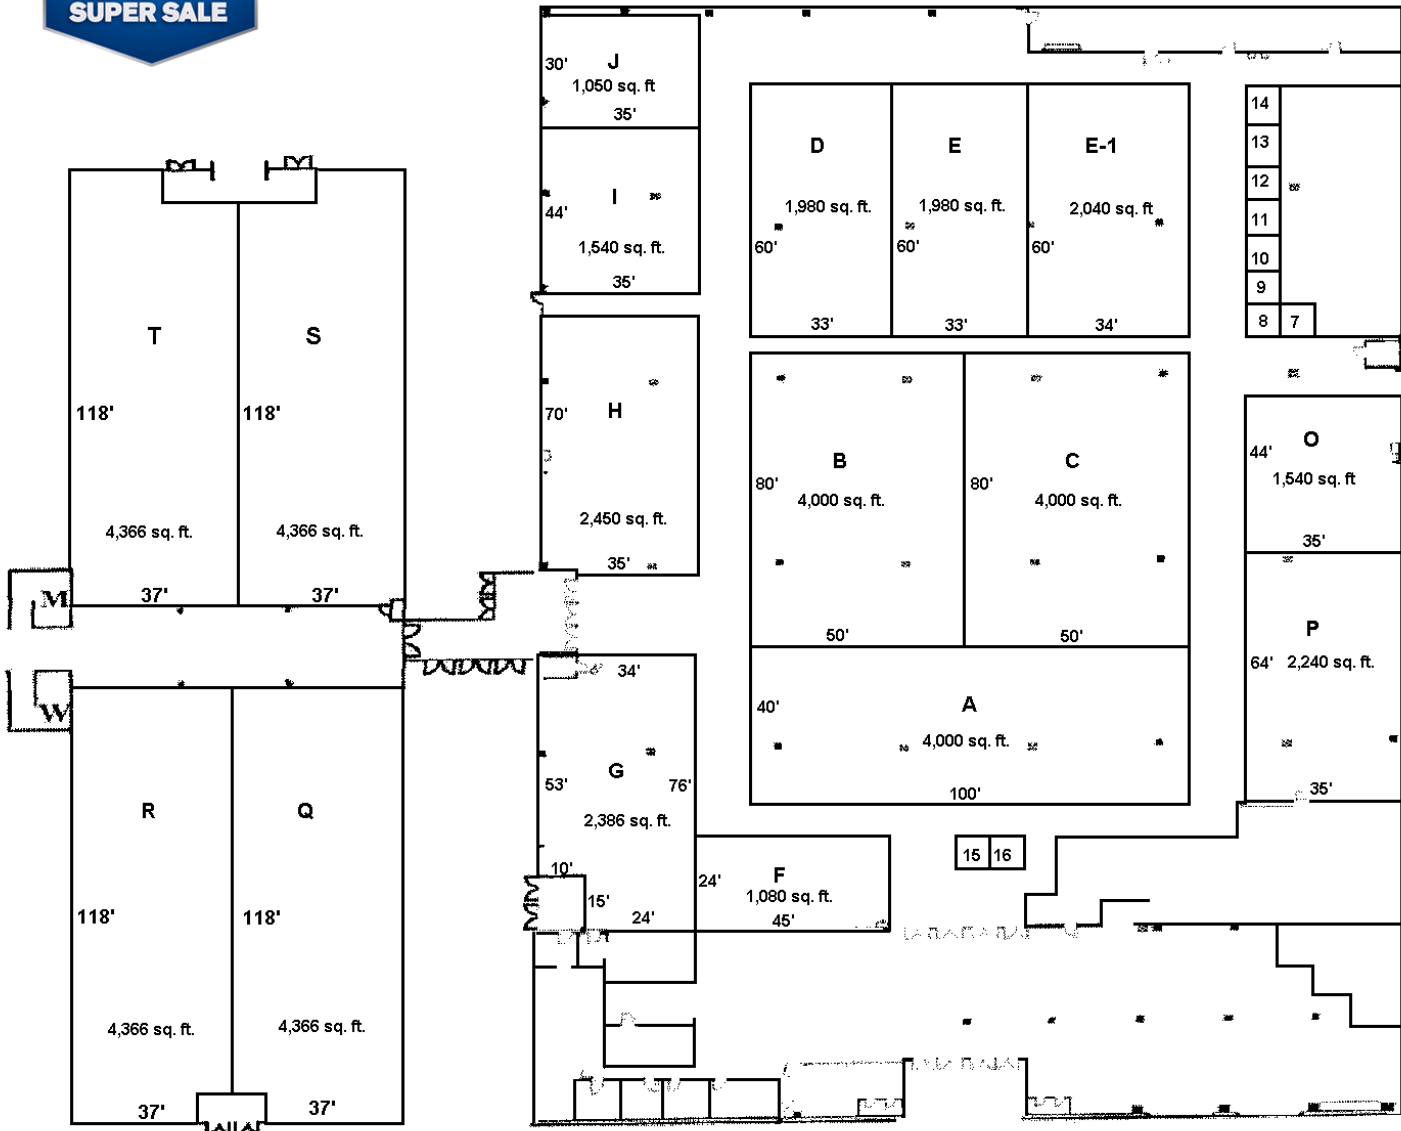 SUPER SALE
30'
J
1,050 sq. ft
35'
I
44'
1,540 sq. ft.
35'
D
1,980 sq. ft.
60'
33'
E
1,980 sq. ft.
60'
33'
E-1
2,040 sq. ft
60'
34'
14
13
12
11
10
9
8
7
T
118'
4,366 sq. ft.
37'
S
118'
4,366 sq. ft.
37'
H
70'
2,450 sq. ft.
35'
B
80'
4,000 sq. ft.
50'
C
80'
4,000 sq. ft.
50'
O
44'
1,540 sq. ft
35'
M
W
34'
G
53'
76'
2,386 sq. ft.
10'
15'
24'
A
40'
4,000 sq. ft.
100'
P
64'
2,240 sq. ft.
35'
R
118'
4,366 sq. ft.
37'
Q
118'
4,366 sq. ft.
37'
F
24'
1,080 sq. ft.
45'
15
16